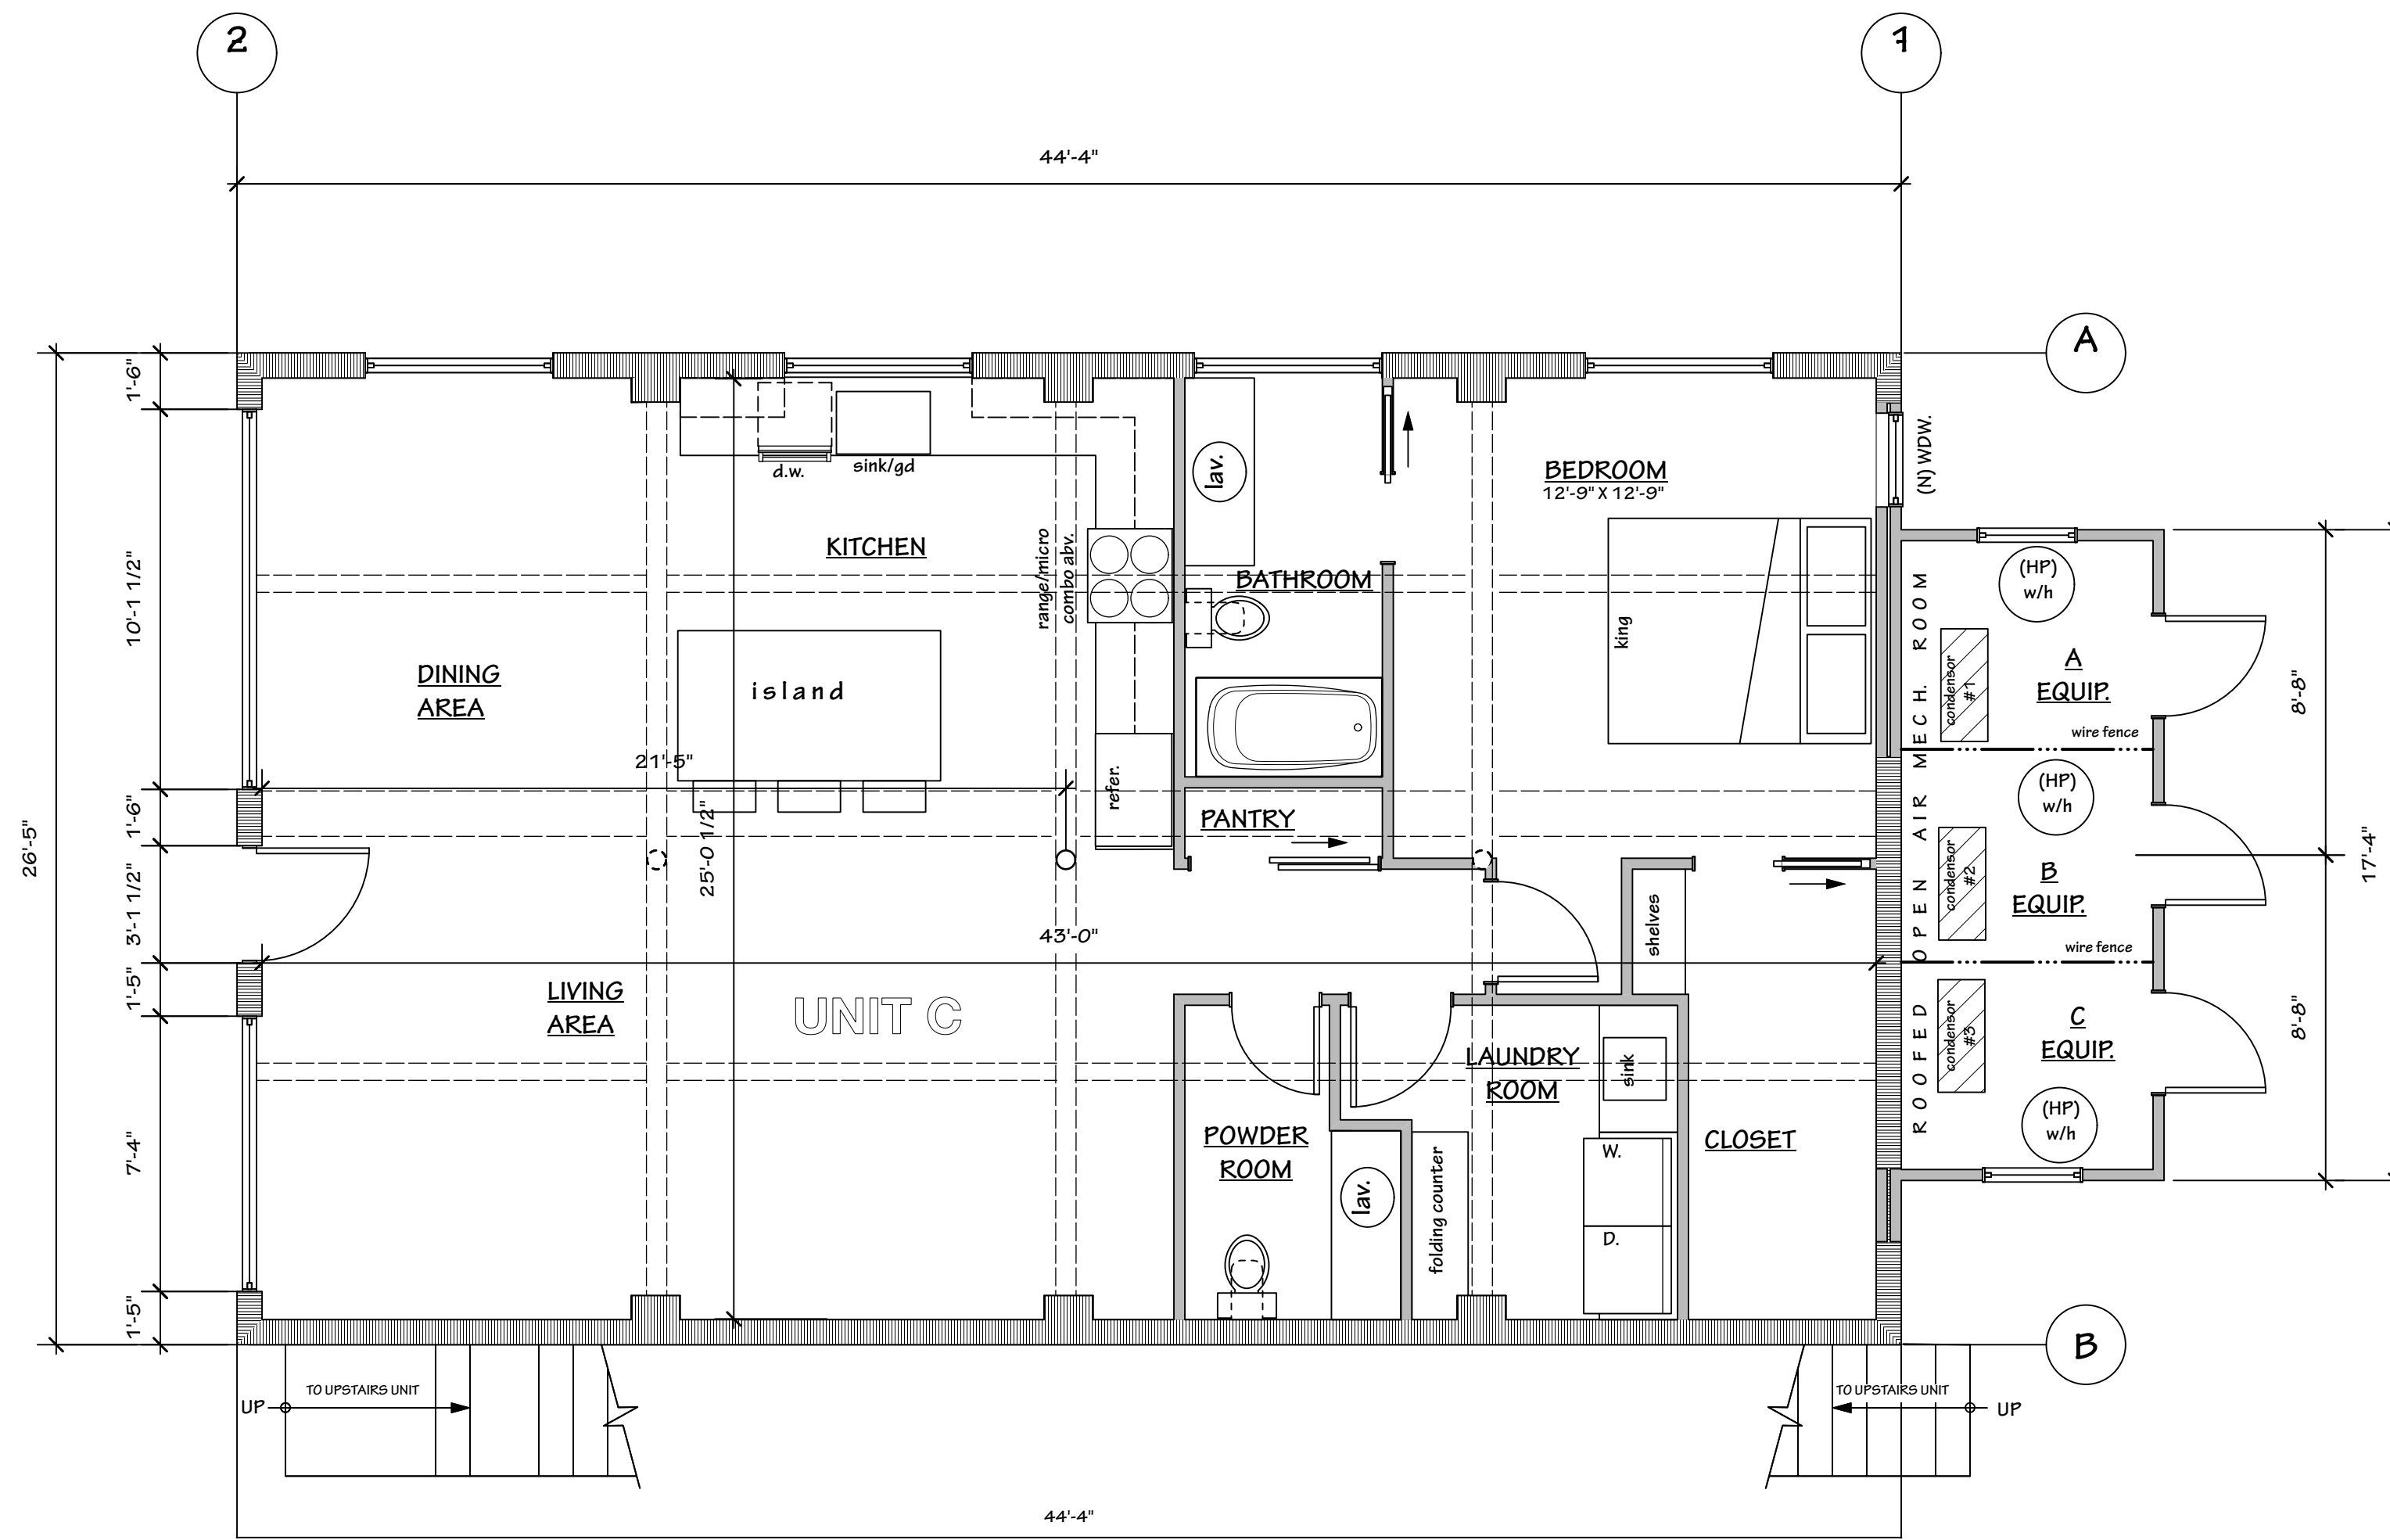 2
1
44'-4"
A
1'-6"
10'-1 1/2"
1'-6"
3'-1 1/2"
1'-5"
7'-4"
1'-5"
26'-5"
d.w.
sink/gd
KITCHEN
range/micro
combo abv.
lav.
BATHROOM
BEDROOM
12'-9" X 12'-9"
king
(N) WDW.
DINING
AREA
island
21'-5"
25'-0 1/2"
refer.
PANTRY
43'-0"
LIVING
AREA
UNIT C
shelves
LAUNDRY
ROOM
sink
POWDER
ROOM
lav.
folding counter
W.
D.
CLOSET
ROOFED OPEN AIR MECH. ROOM
(HP)
w/h
condensor
#1
A
EQUIP.
wire fence
(HP)
w/h
condensor
#2
B
EQUIP.
wire fence
condensor
#3
C
EQUIP.
(HP)
w/h
8'-8"
8'-8"
17'-4"
B
TO UPSTAIRS UNIT
UP
TO UPSTAIRS UNIT
UP
44'-4"